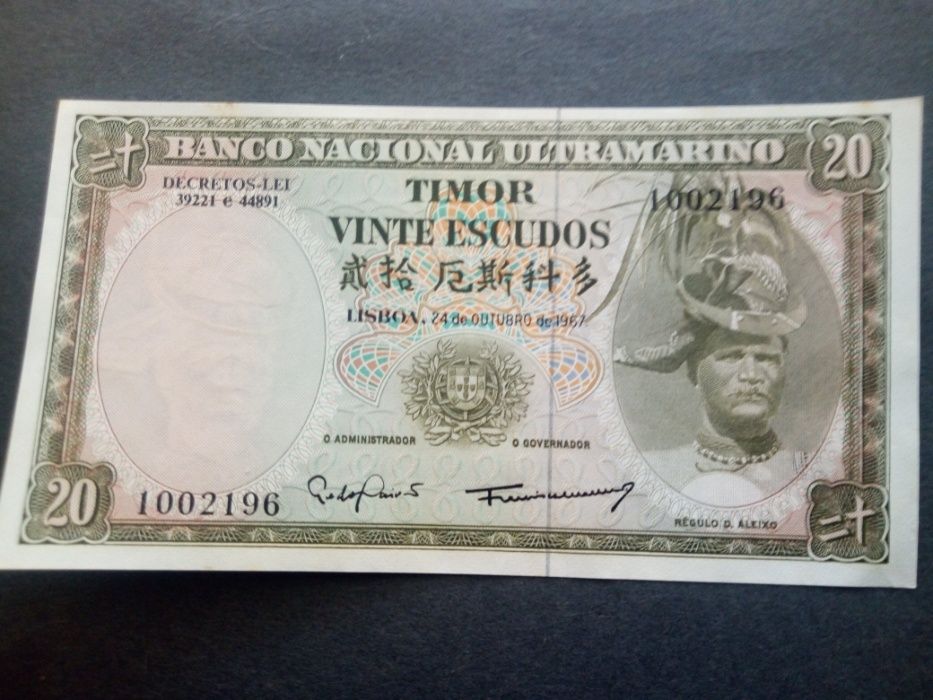 二十
BANCO NACIONAL ULTRAMARINO
20
DECRETOS-LEI
39221 e 44891
TIMOR
1002196
VINTE ESCUDOS
貳拾 厄斯科多
LISBOA, 24 de OUTUBRO de 1967
O ADMINISTRADOR
O GOVERNADOR
20
1002196
RÉGULO D. ALEIXO
二十